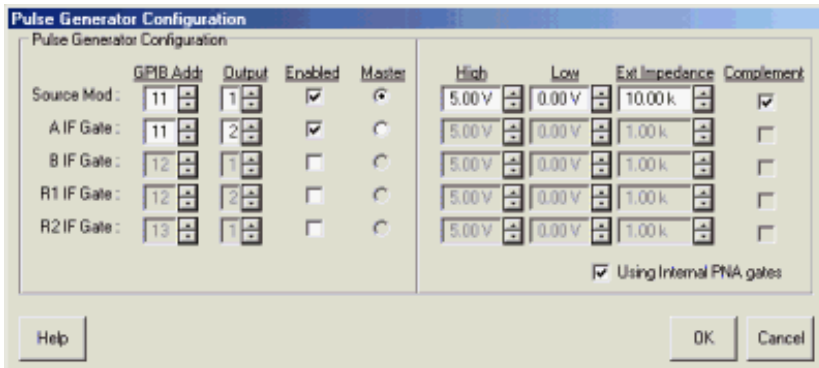 Pulse Generator Configuration
Pulse Generator Configuration
GPIB Addr Output Enabled Master High Low Ext Impedance Complement
Source Mod : 11 1 5.00 V 0.00 V 10.00 k
A IF Gate : 11 2 5.00 V 0.00 V 1.00 k
B IF Gate : 12 1 5.00 V 0.00 V 1.00 k
R1 IF Gate : 12 2 5.00 V 0.00 V 1.00 k
R2 IF Gate : 13 1 5.00 V 0.00 V 1.00 k
Using Internal PNA gates
Help OK Cancel